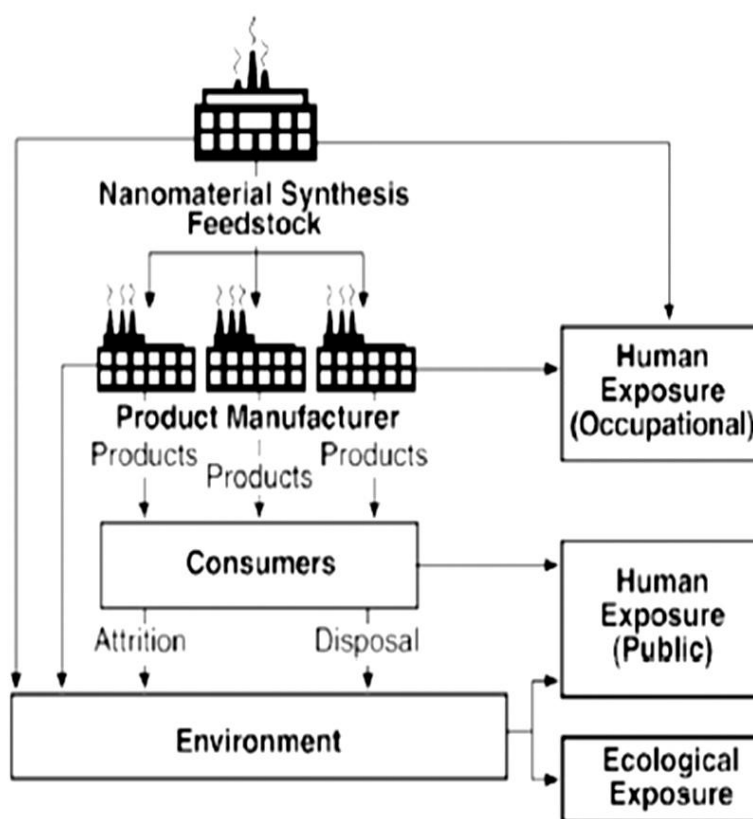 Nanomaterial Synthesis
Feedstock
Product Manufacturer
Products
Products
Products
Consumers
Attrition
Disposal
Environment
Human
Exposure
(Occupational)
Human
Exposure
(Public)
Ecological
Exposure